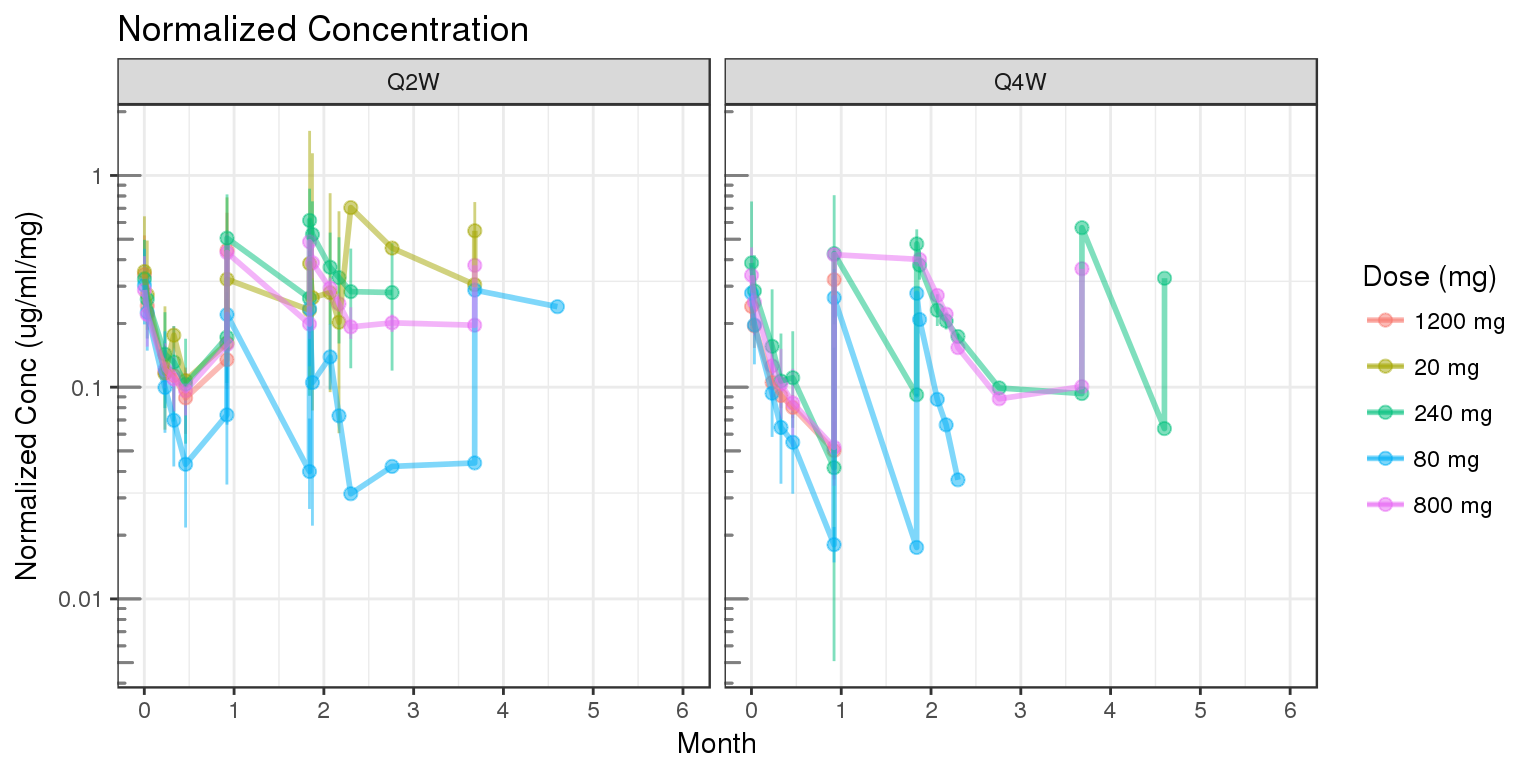 Normalized Concentration
Q2W
Q4W
Normalized Conc (ug/ml/mg)
1
0.1
0.01
0 1 2 3 4 5 6
0 1 2 3 4 5 6
Month
Dose (mg)
1200 mg
20 mg
240 mg
80 mg
800 mg